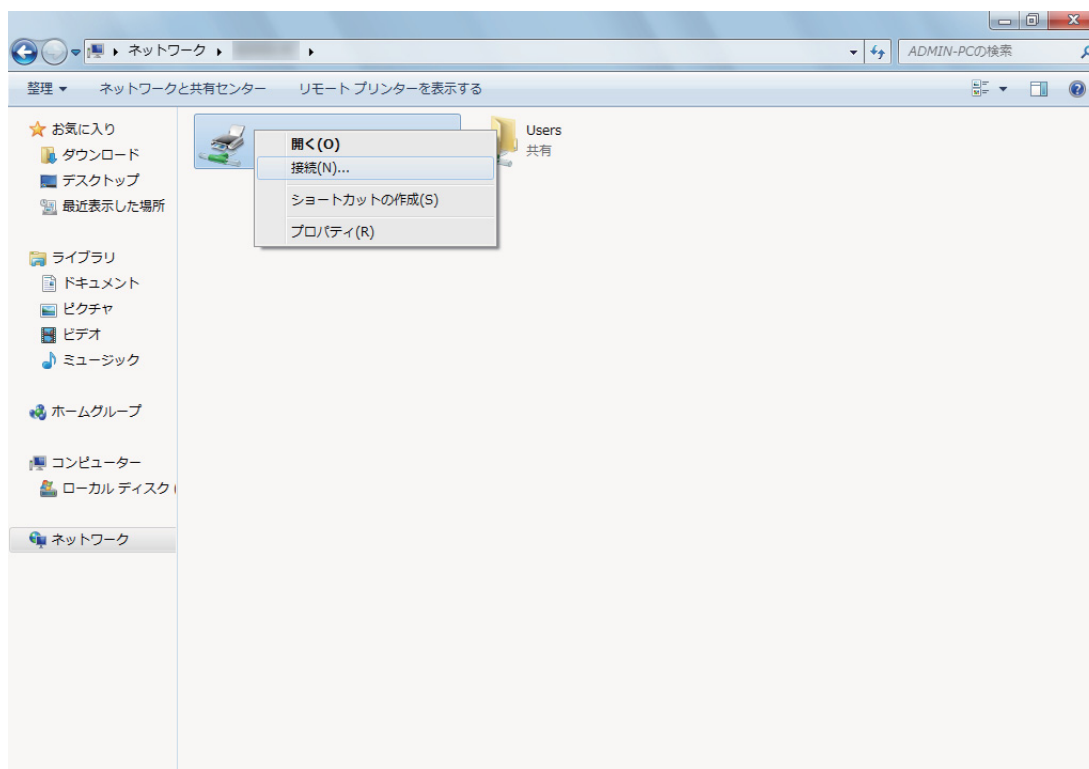 ネットワーク
ADMIN-PCの検索
整理
ネットワークと共有センター
リモート プリンターを表示する
お気に入り
ダウンロード
デスクトップ
最近表示した場所
ライブラリ
ドキュメント
ピクチャ
ビデオ
ミュージック
ホームグループ
コンピューター
ローカル ディスク (
ネットワーク
開く(O)
接続(N)...
ショートカットの作成(S)
プロパティ(R)
Users
共有